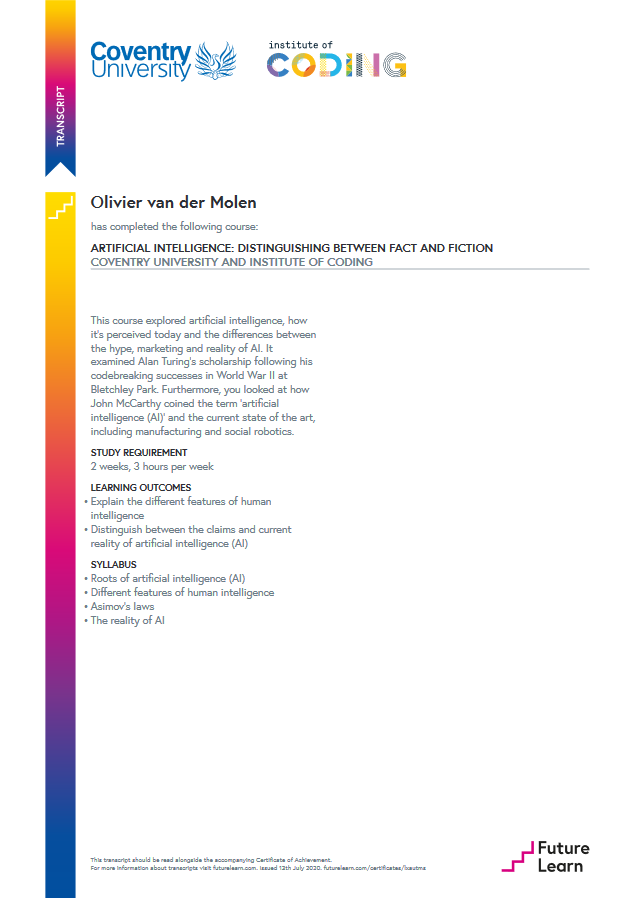 TRANSCRIPT
Coventry
University
institute of
CODING
Olivier van der Molen
has completed the following course:
ARTIFICIAL INTELLIGENCE: DISTINGUISHING BETWEEN FACT AND FICTION
COVENTRY UNIVERSITY AND INSTITUTE OF CODING
This course explored artificial intelligence, how
it's perceived today and the differences between
the hype, marketing and reality of AI. It
examined Alan Turing's scholarship following his
codebreaking successes in World War II at
Bletchley Park. Furthermore, you looked at how
John McCarthy coined the term 'artificial
intelligence (AI)' and the current state of the art,
including manufacturing and social robotics.
STUDY REQUIREMENT
2 weeks, 3 hours per week
LEARNING OUTCOMES
• Explain the different features of human
intelligence
• Distinguish between the claims and current
reality of artificial intelligence (AI)
SYLLABUS
• Roots of artificial intelligence (AI)
• Different features of human intelligence
• Asimov's laws
• The reality of AI
This transcript should be read alongside the accompanying Certificate of Achievement.
For more information about transcripts visit futurelearn.com. Issued 12th July 2020.
Future
Learn